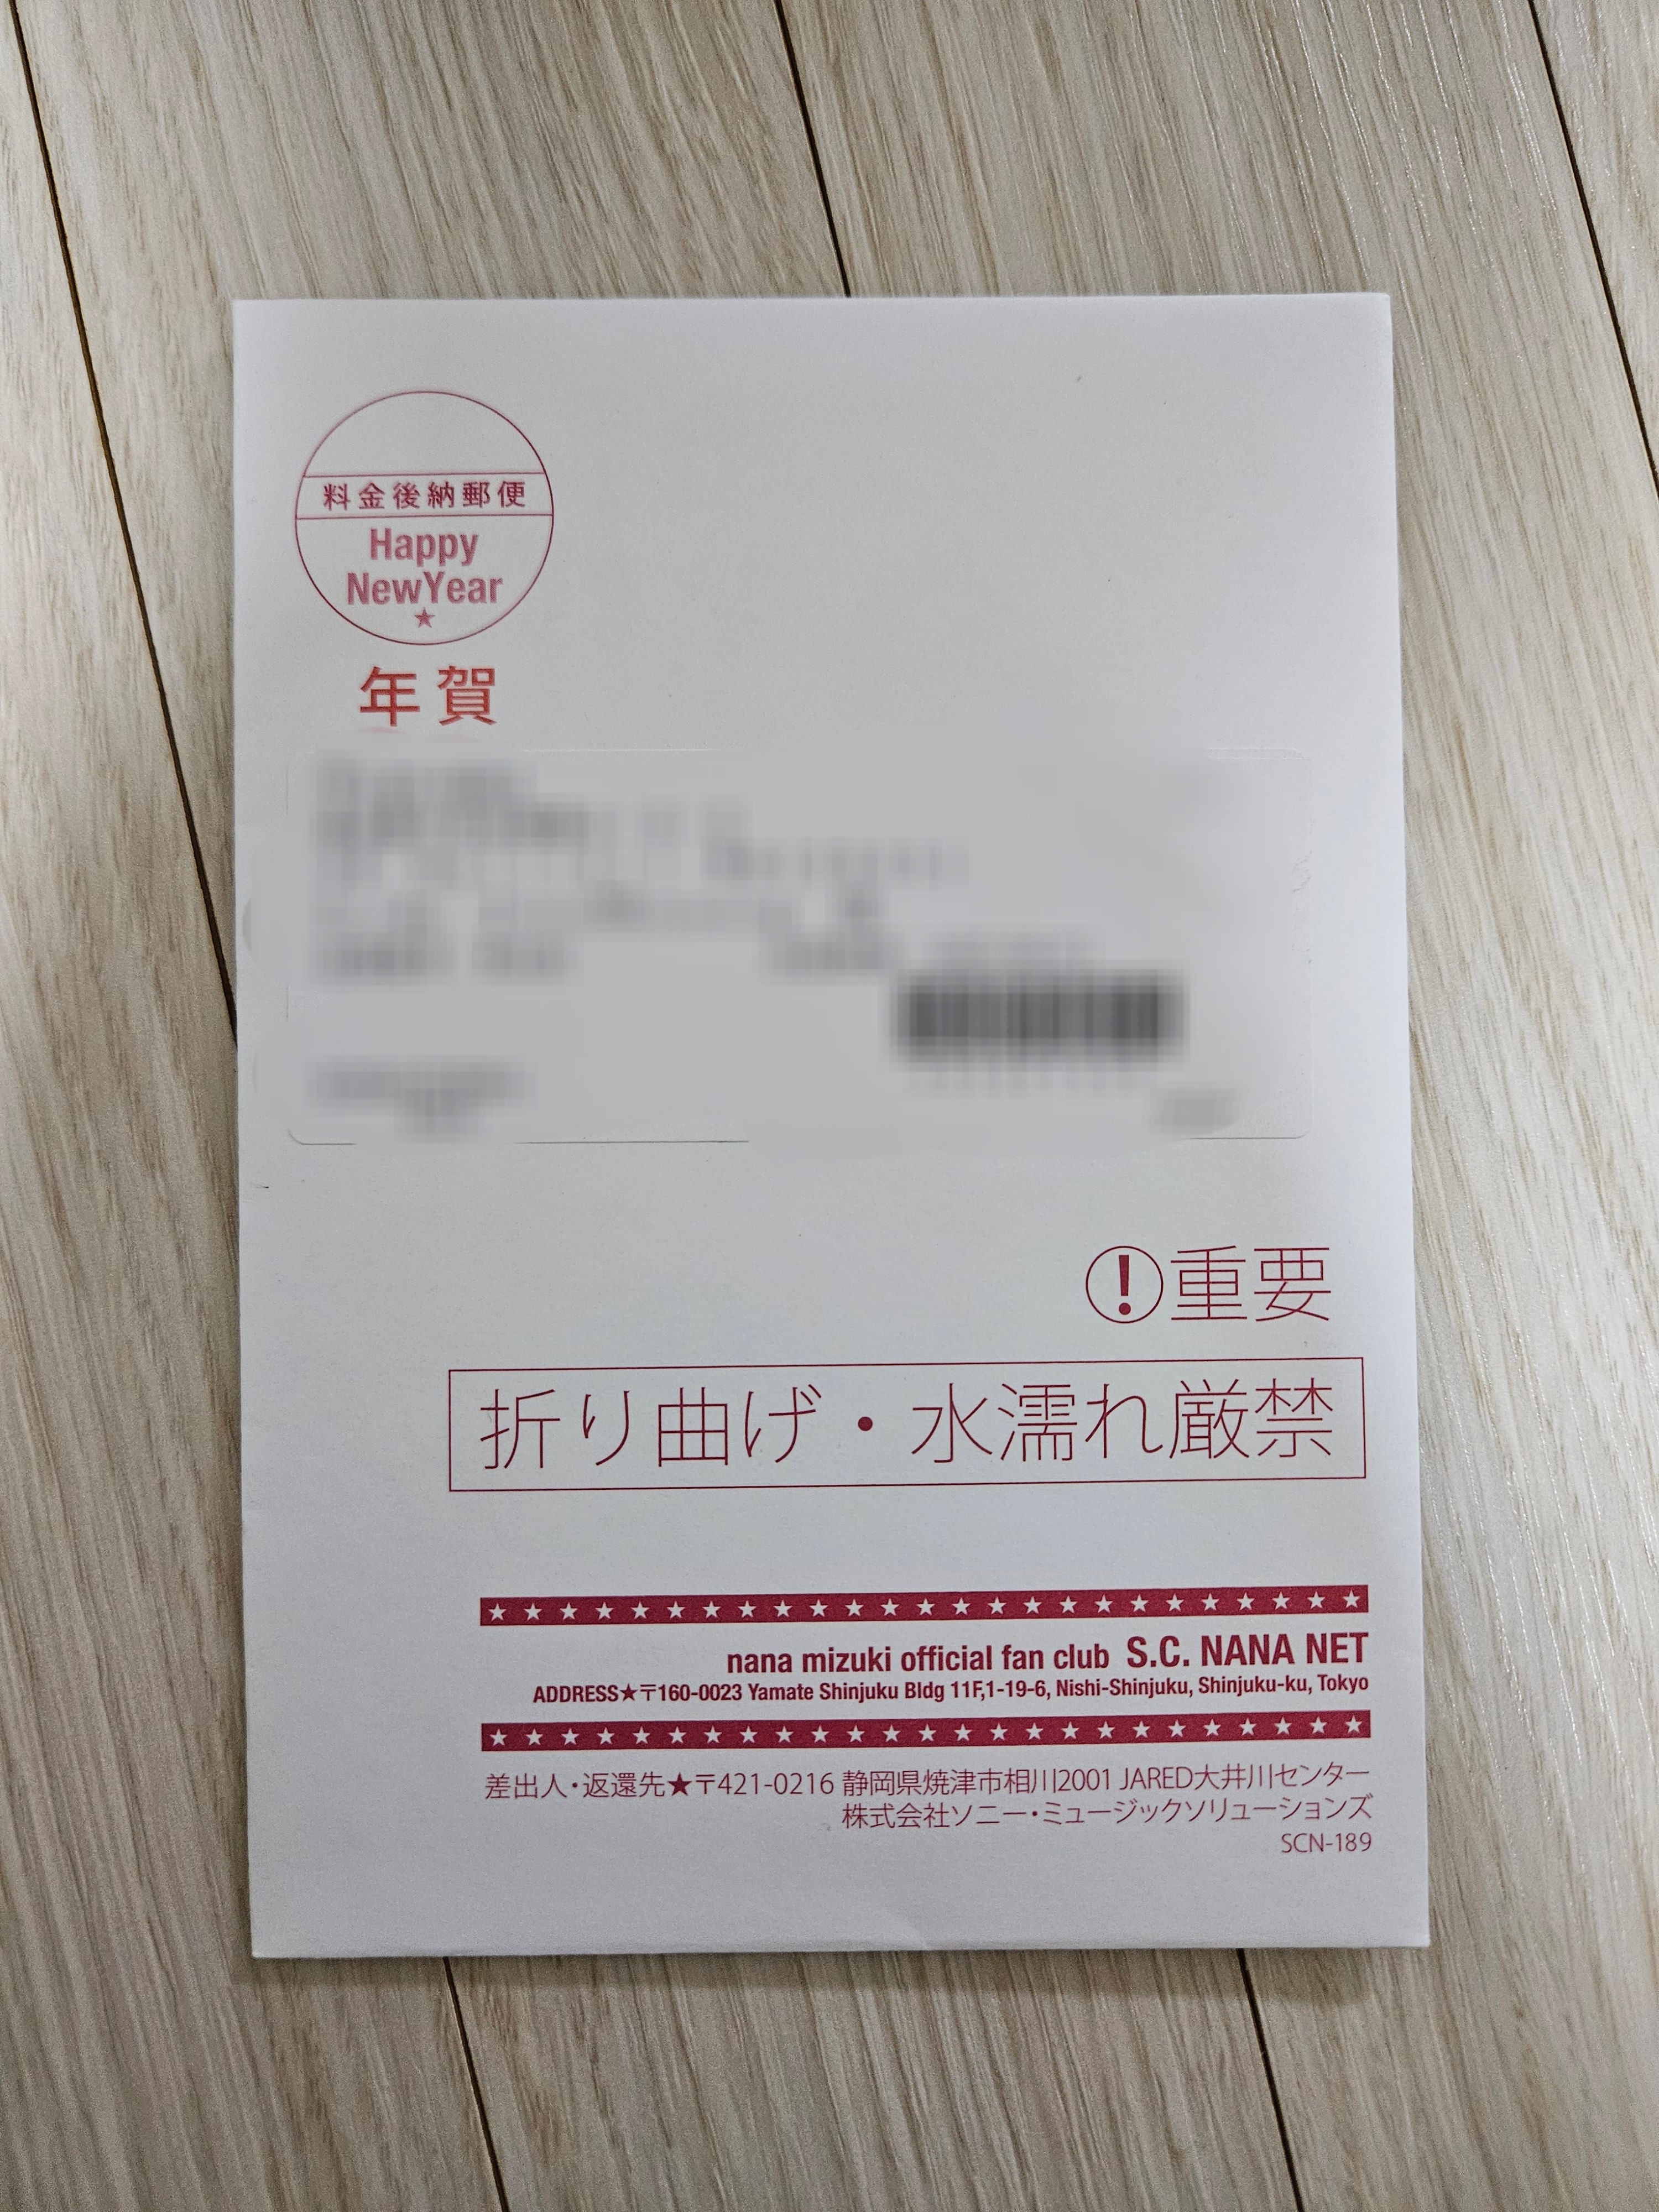 料金後納郵便
Happy
NewYear
★
年賀
!重要
折り曲げ・水濡れ厳禁
nana mizuki official fan club S.C. NANA NET
ADDRESS★〒160-0023 Yamate Shinjuku Bldg 11F,1-19-6, Nishi-Shinjuku, Shinjuku-ku, Tokyo
差出人・返還先★〒421-0216 静岡県焼津市相川2001 JARED大井川センター
株式会社ソニー・ミュージックソリューションズ
SCN-189